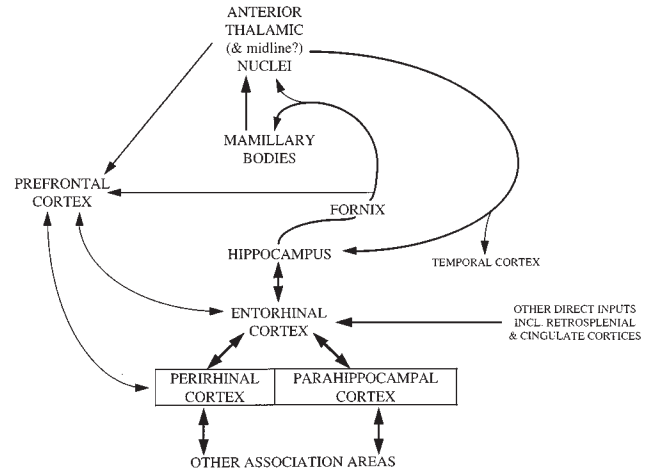 ANTERIOR
THALAMIC
(& midline?)
NUCLEI
MAMILLARY
BODIES
PREFRONTAL
CORTEX
FORNIX
HIPPOCAMPUS
TEMPORAL CORTEX
ENTORHINAL
CORTEX
OTHER DIRECT INPUTS
INCL. RETROSPLENIAL
& CINGULATE CORTICES
PERIRHINAL
CORTEX
PARAHIPPOCAMPAL
CORTEX
OTHER ASSOCIATION AREAS